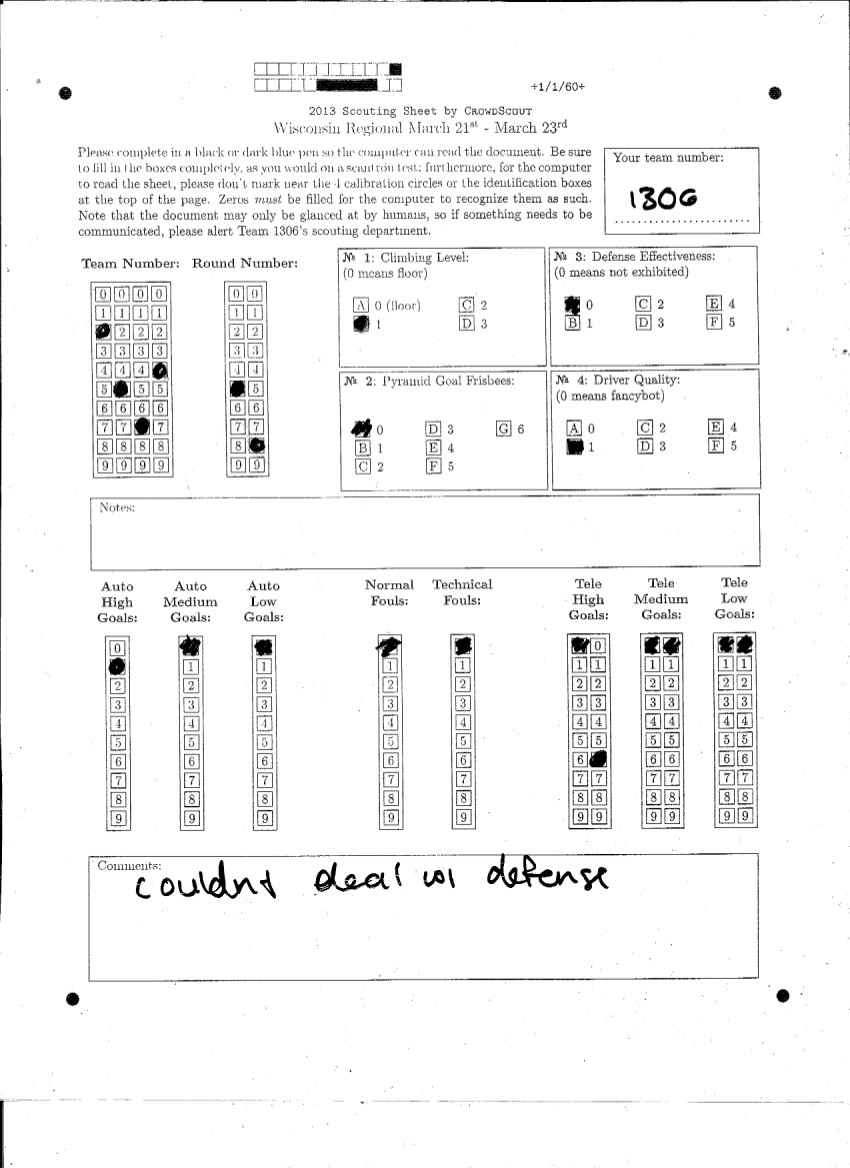 +1/1/60+
2013 Scouting Sheet by CROWDSCOUT
Wisconsin Regional March 21st - March 23rd
Please complete in a black or dark blue pen so the computer can read the document. Be sure
to fill in the boxes completely, as you would on a scantron test; furthermore, for the computer
to read the sheet, please don't mark near the 4 calibration circles or the identification boxes
at the top of the page. Zeros must be filled for the computer to recognize them as such.
Note that the document may only be glanced at by humans, so if something needs to be
communicated, please alert Team 1306's scouting department.
Your team number:
1306
Team Number: Round Number:
0 0 0 0 0 0
1 1 1 1 1 1
2 2 2 2 2
3 3 3 3 3 3
4 4 4 4 4
5 5 5 5
6 6 6 6 6 6
7 7 7 7 7
8 8 8 8 8
9 9 9 9 9 9
№ 1: Climbing Level:
(0 means floor)
A 0 (floor) C 2
1 D 3
№ 2: Pyramid Goal Frisbees:
0 D 3 G 6
B 1 E 4
C 2 F 5
№ 3: Defense Effectiveness:
(0 means not exhibited)
0 C 2 E 4
B 1 D 3 F 5
№ 4: Driver Quality:
(0 means fancybot)
A 0 C 2 E 4
1 D 3 F 5
Notes:
Auto High Goals:
Auto Medium Goals:
Auto Low Goals:
Normal Fouls:
Technical Fouls:
Tele High Goals:
Tele Medium Goals:
Tele Low Goals:
0 0
1 1 1 1 1 1 1 1 1 1
2 2 2 2 2 2 2 2 2 2 2
3 3 3 3 3 3 3 3 3 3 3
4 4 4 4 4 4 4 4 4 4 4
5 5 5 5 5 5 5 5 5 5 5
6 6 6 6 6 6 6 6 6 6
7 7 7 7 7 7 7 7 7 7 7
8 8 8 8 8 8 8 8 8 8 8
9 9 9 9 9 9 9 9 9 9 9
Comments:
couldnt deal w/ defense